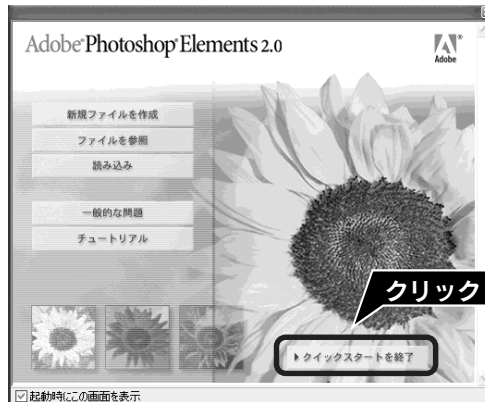 Adobe® Photoshop® Elements 2.0
Adobe
新規ファイルを作成
ファイルを参照
読み込み
一般的な問題
チュートリアル
クリック
クイックスタートを終了
起動時にこの画面を表示